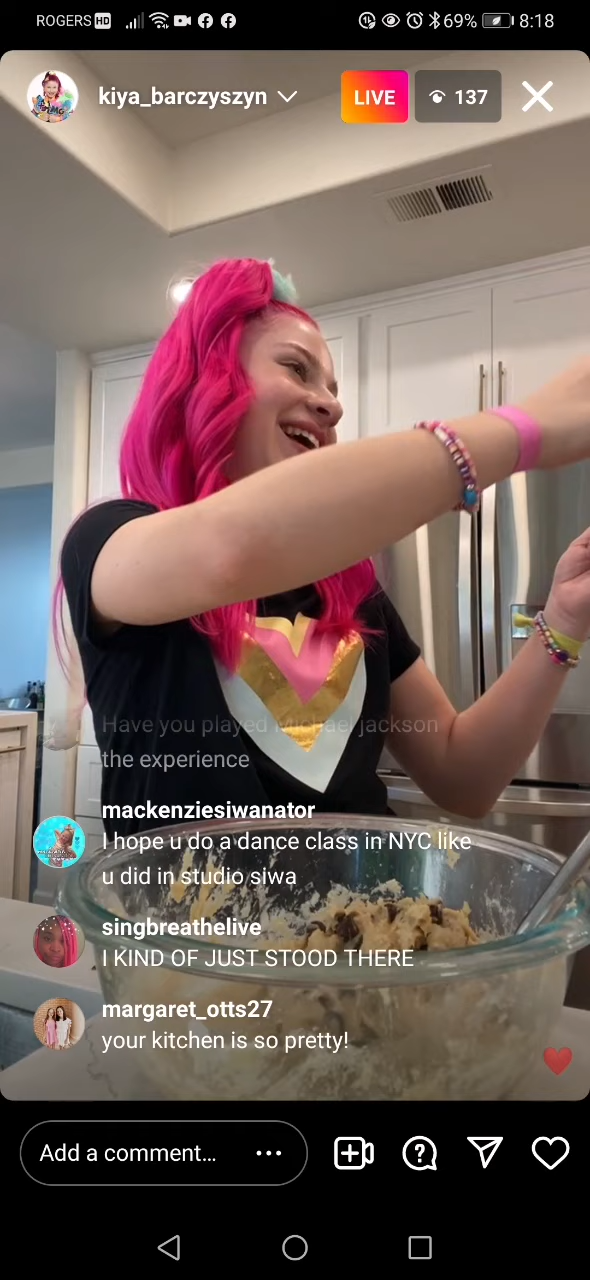 ROGERS HD 69% 8:18
kiya_barczyszyn LIVE 137
Have you played Michael jackson
the experience
mackenziesiwanator
I hope u do a dance class in NYC like
u did in studio siwa
singbreathelive
I KIND OF JUST STOOD THERE
margaret_otts27
your kitchen is so pretty!
Add a comment...